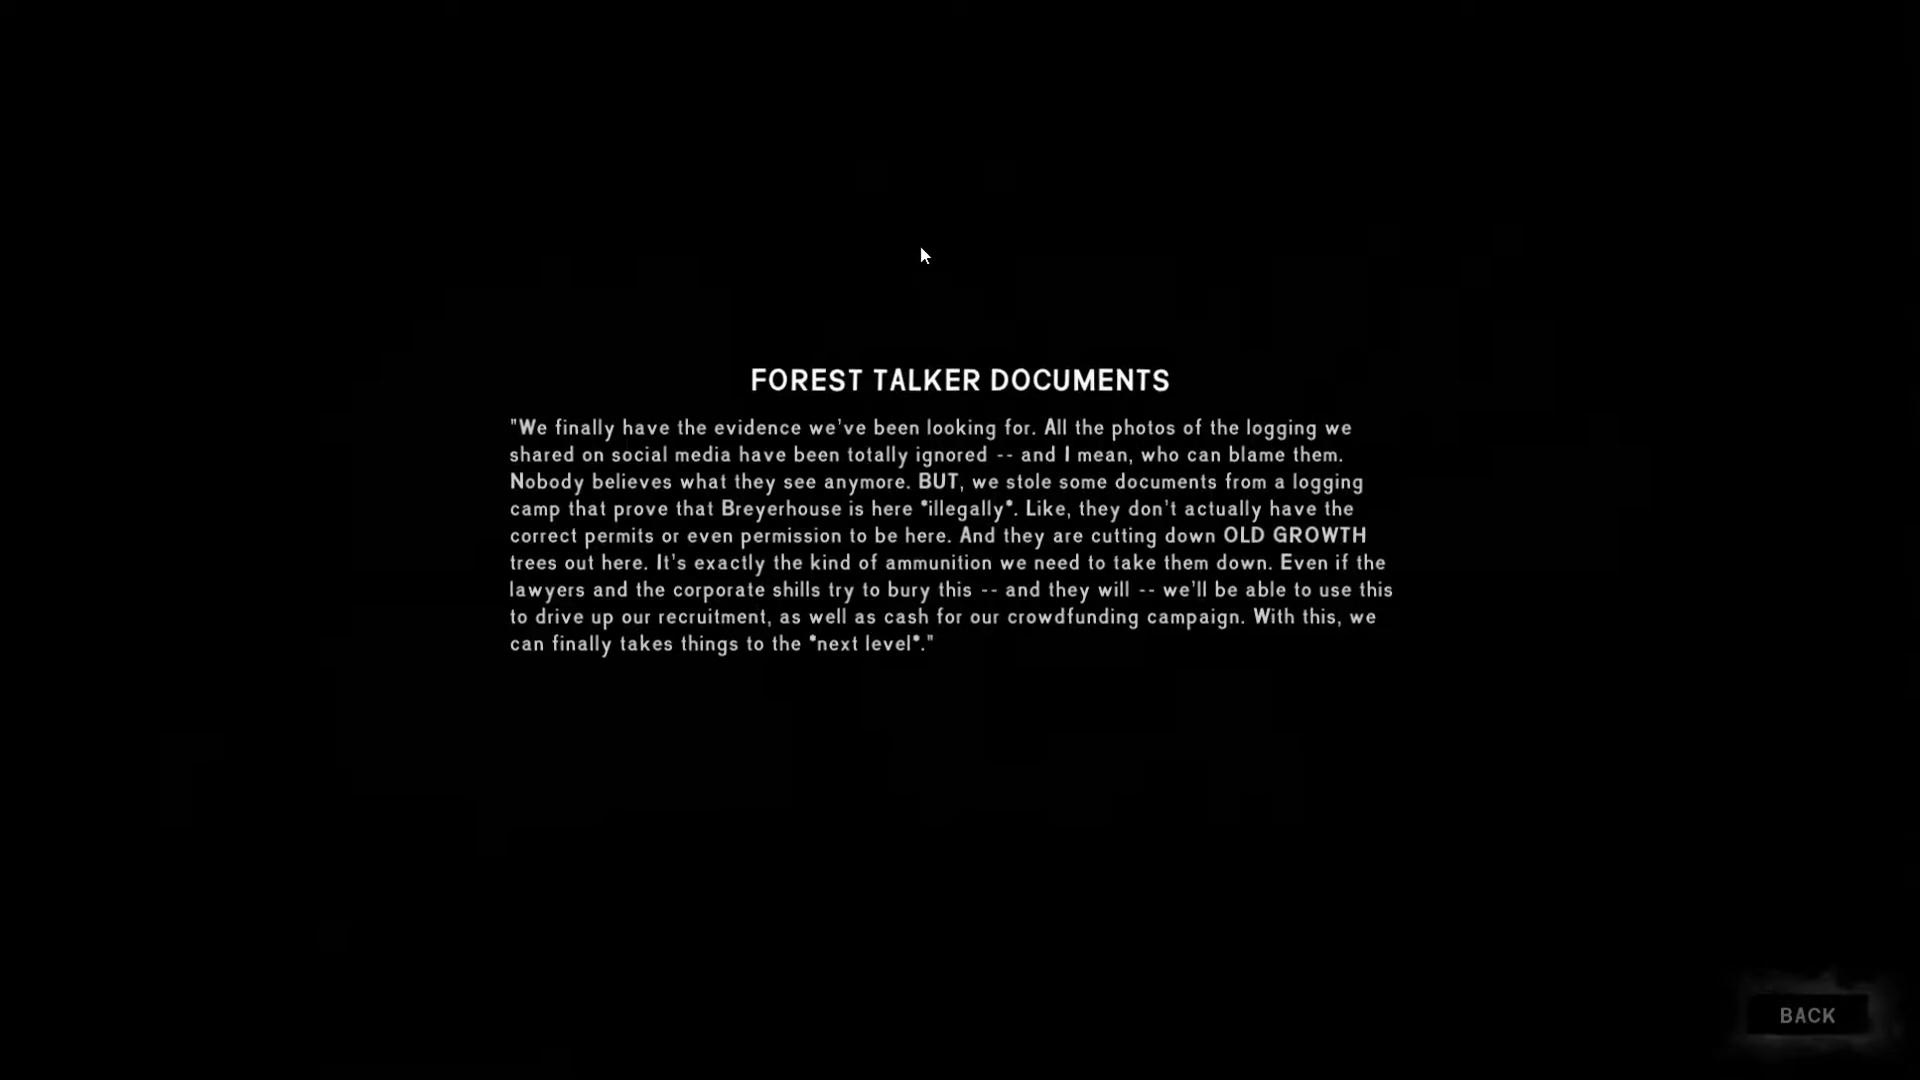 FOREST TALKER DOCUMENTS
"We finally have the evidence we've been looking for. All the photos of the logging we
shared on social media have been totally ignored -- and I mean, who can blame them.
Nobody believes what they see anymore. BUT, we stole some documents from a logging
camp that prove that Breyerhouse is here *illegally*. Like, they don't actually have the
correct permits or even permission to be here. And they are cutting down OLD GROWTH
trees out here. It's exactly the kind of ammunition we need to take them down. Even if the
lawyers and the corporate shills try to bury this -- and they will -- we'll be able to use this
to drive up our recruitment, as well as cash for our crowdfunding campaign. With this, we
can finally takes things to the *next level*."
BACK